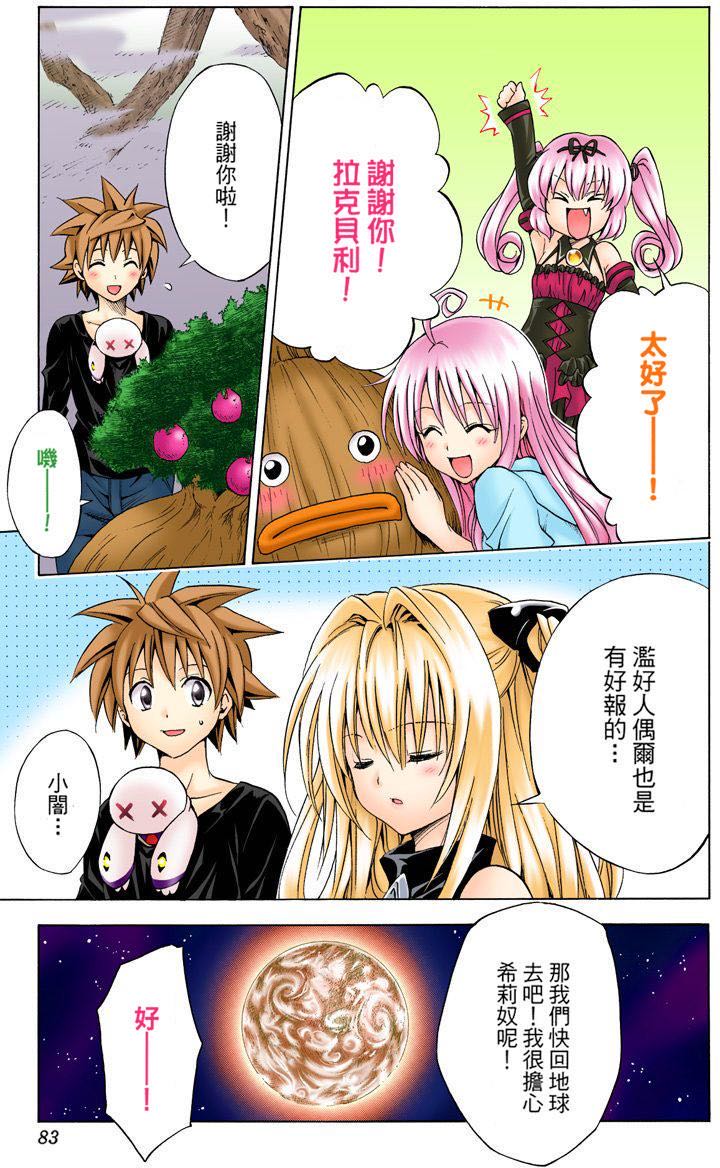 太好了——！
謝謝你！
拉克貝利！
謝謝你啦！
嘰——！
濫好人偶爾也是
有好報的…
小闇…
那我們快回地球
去吧！我很擔心
希莉奴呢！
好——！
83